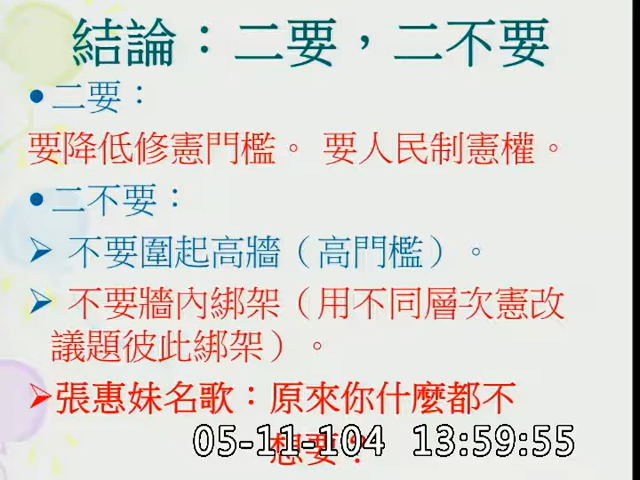 結論：二要，二不要
•二要：
要降低修憲門檻。 要人民制憲權。
•二不要：
➢ 不要圍起高牆（高門檻）。
➢ 不要牆內綁架（用不同層次憲改
議題彼此綁架）。
➢張惠妹名歌：原來你什麼都不
想要？
05-11-104 13:59:55